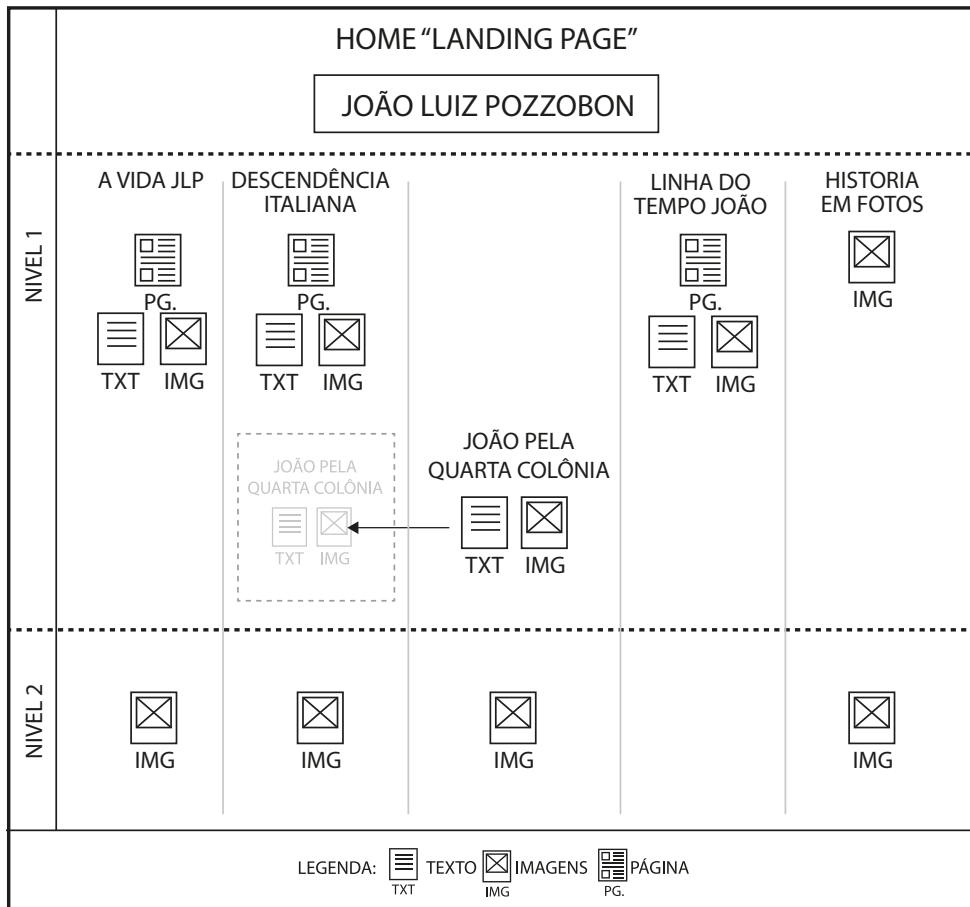 HOME “LANDING PAGE”
JOÃO LUIZ POZZOBON
NIVEL 1
A VIDA JLP
PG.
TXT IMG
DESCENDÊNCIA
ITALIANA
PG.
TXT IMG
JOÃO PELA
QUARTA COLÔNIA
TXT IMG
JOÃO PELA
QUARTA COLÔNIA
TXT IMG
LINHA DO
TEMPO JOÃO
PG.
TXT IMG
HISTORIA
EM FOTOS
IMG
NIVEL 2
IMG
IMG
IMG
IMG
LEGENDA: TEXTO IMAGENS PÁGINA
TXT IMG PG.